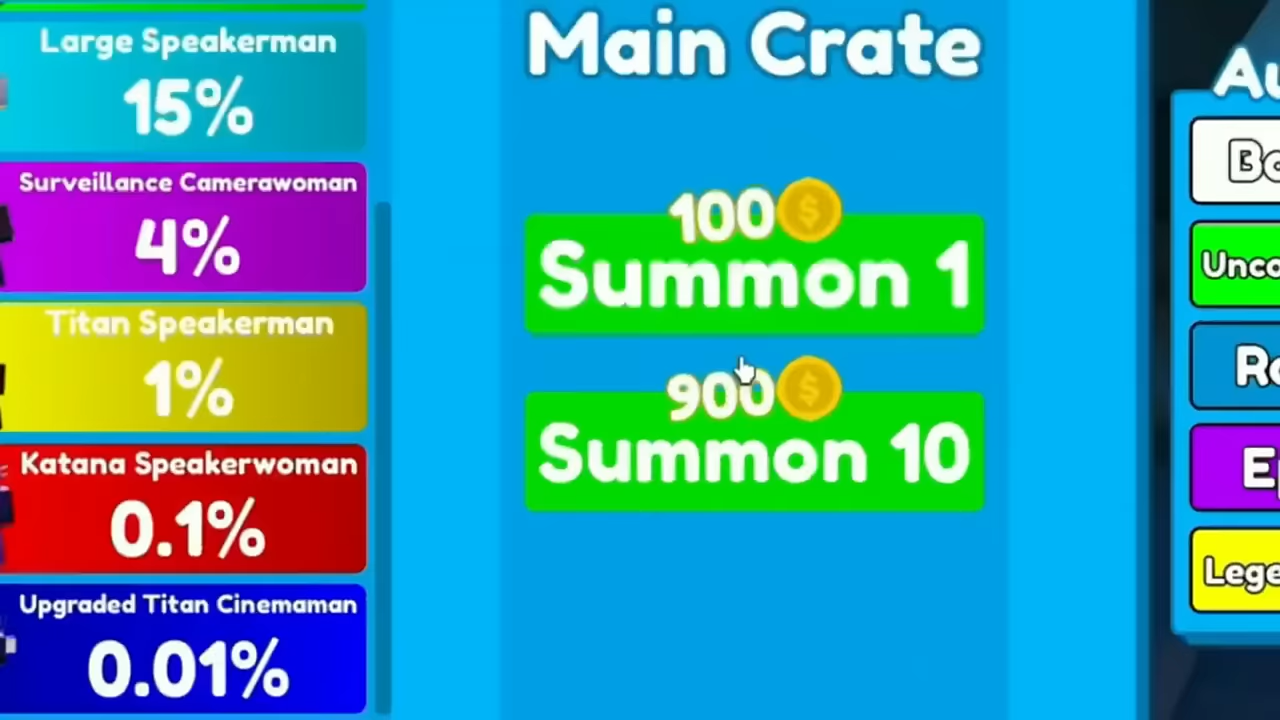 Large Speakerman
15%
Surveillance Camerawoman
4%
Titan Speakerman
1%
Katana Speakerwoman
0.1%
Upgraded Titan Cinemaman
0.01%
Main Crate
100
Summon 1
900
Summon 10
Au
Unco
Ep
Lege